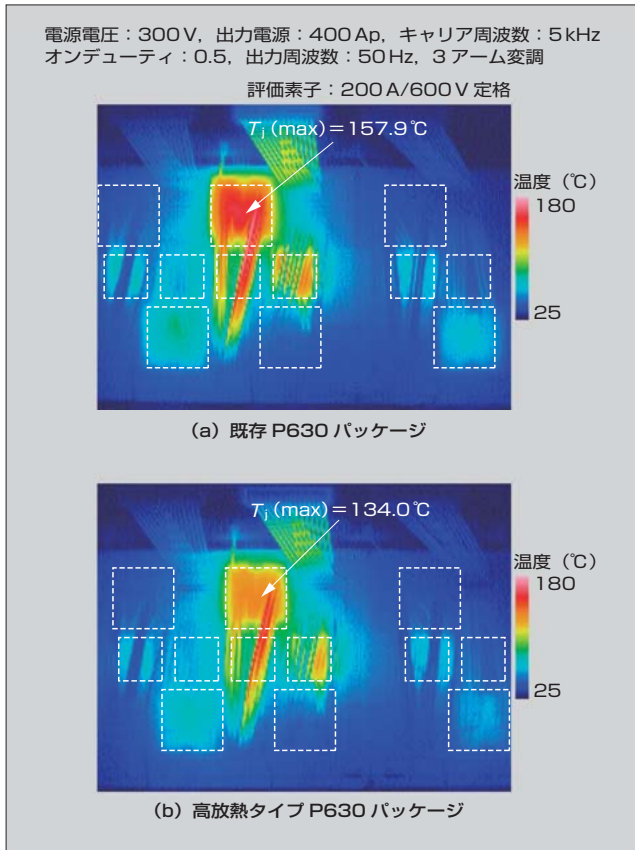 電源電圧：300 V，出力電源：400 Ap，キャリア周波数：5 kHz
オンデューティ：0.5，出力周波数：50 Hz，3 アーム変調
評価素子：200 A/600 V 定格
Tj (max)＝157.9℃
温度（℃）
180
25
(a) 既存 P630 パッケージ
Tj (max)＝134.0℃
温度（℃）
180
25
(b) 高放熱タイプ P630 パッケージ